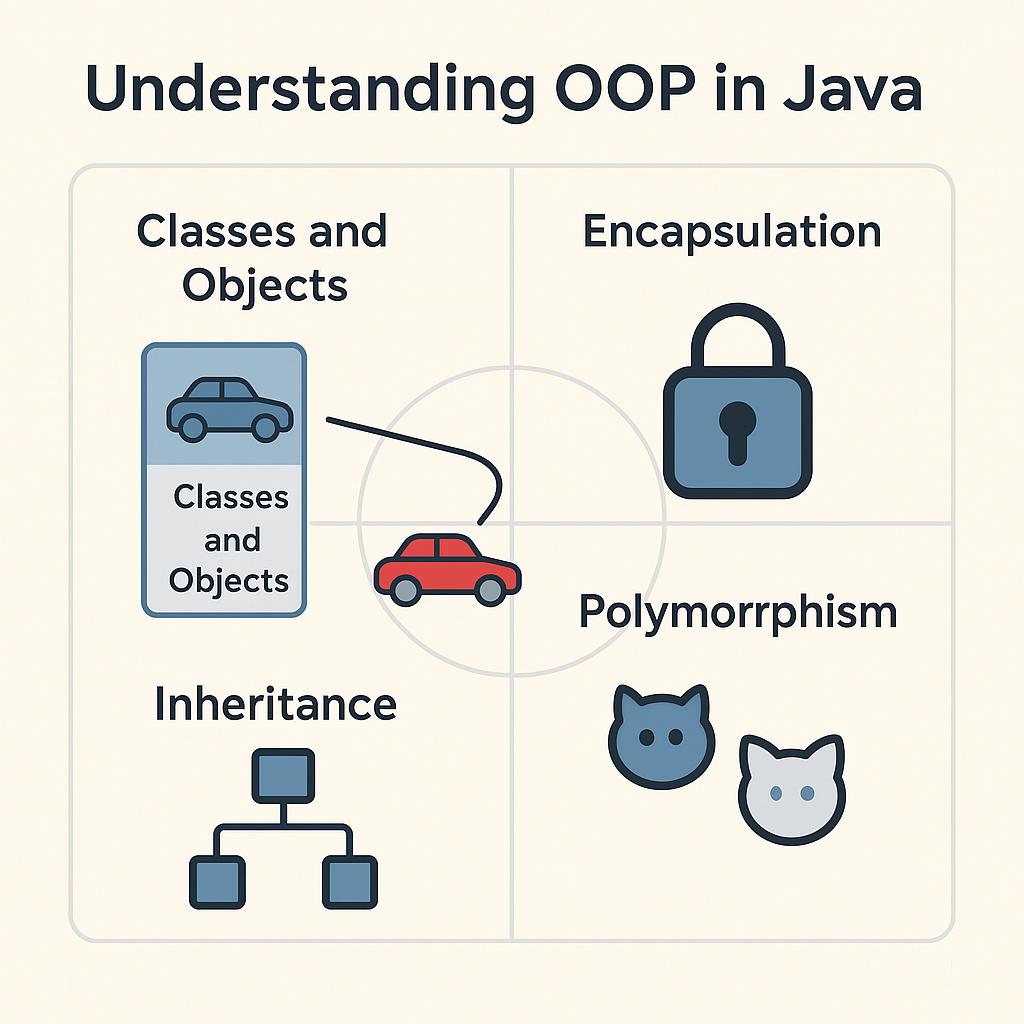 Understanding OOP in Java
Classes and
Objects
Classes
and
Objects
Encapsulation
Inheritance
Polymorrphism